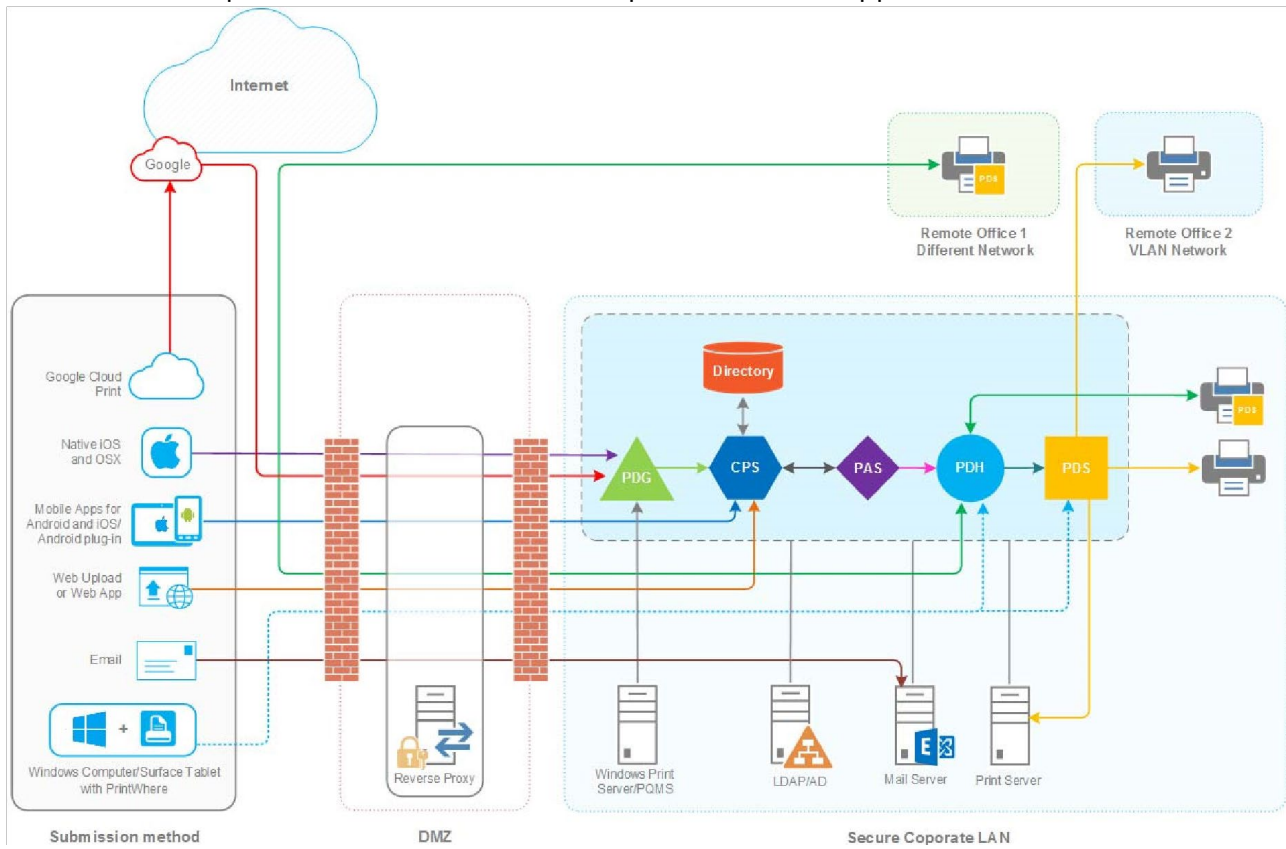 Internet
Google
PDS
Remote Office 1
Different Network
Remote Office 2
VLAN Network
Google Cloud
Print
Native iOS
and OSX
Mobile Apps for
Android and iOS/
Android plug-in
Web Upload
or Web App
Email
Windows Computer/Surface Tablet
with PrintWhere
Submission method
Reverse Proxy
DMZ
Directory
PDG
CPS
PAS
PDH
PDS
PDS
Windows Print
Server/PQMS
LDAP/AD
E
Mail Server
Print Server
Secure Coporate LAN